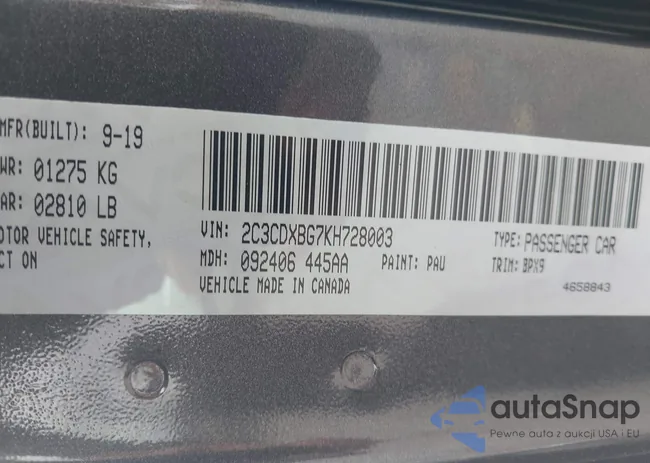 MFR(BUILT): 9-19
WR: 01275 KG
AR: 02810 LB
OTOR VEHICLE SAFETY,
CT ON
VIN: 2C3CDXBG7KH728003
TYPE: PASSENGER CAR
MDH: 092406 445AA PAINT: PAU TRIM: BPX9
VEHICLE MADE IN CANADA
4658843
autaSnap
Pewne auta z aukcji USA i EU